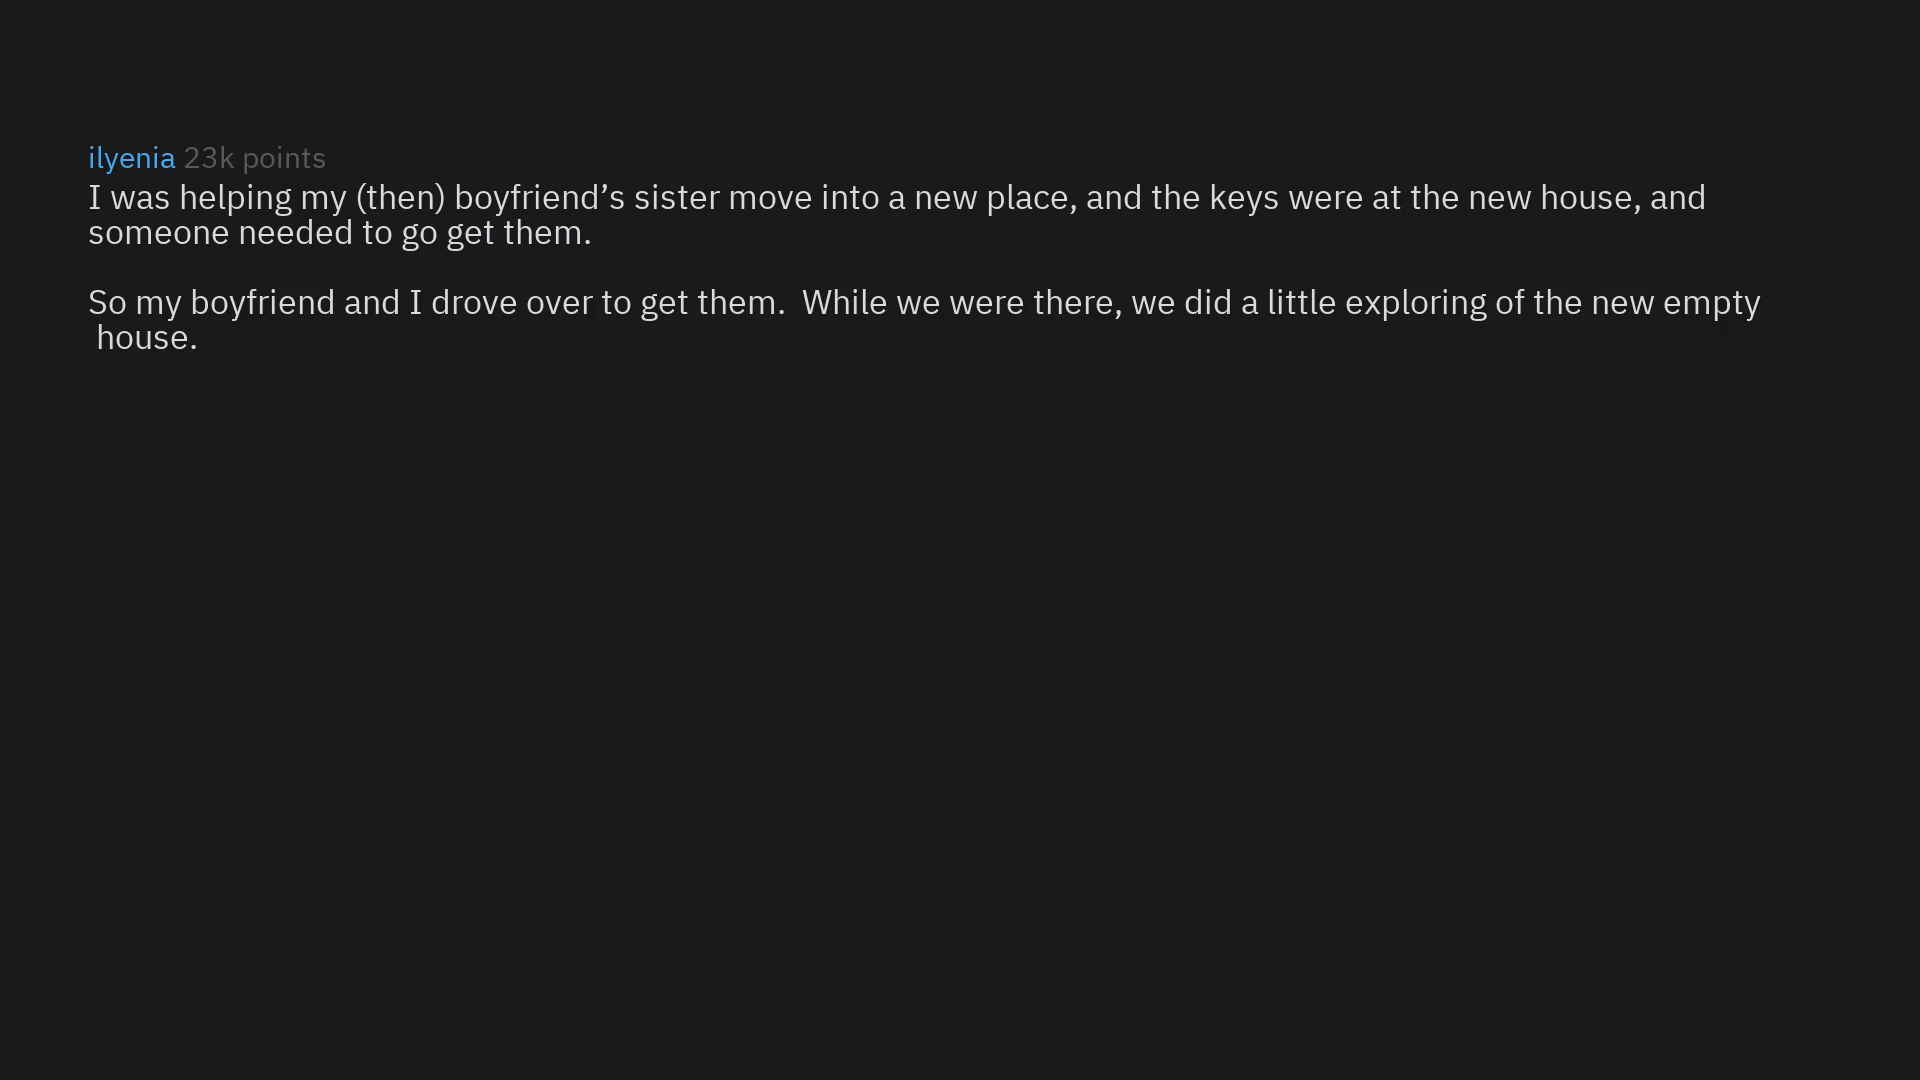 ilyenia 23k points
I was helping my (then) boyfriend’s sister move into a new place, and the keys were at the new house, and
someone needed to go get them.
So my boyfriend and I drove over to get them.  While we were there, we did a little exploring of the new empty
house.